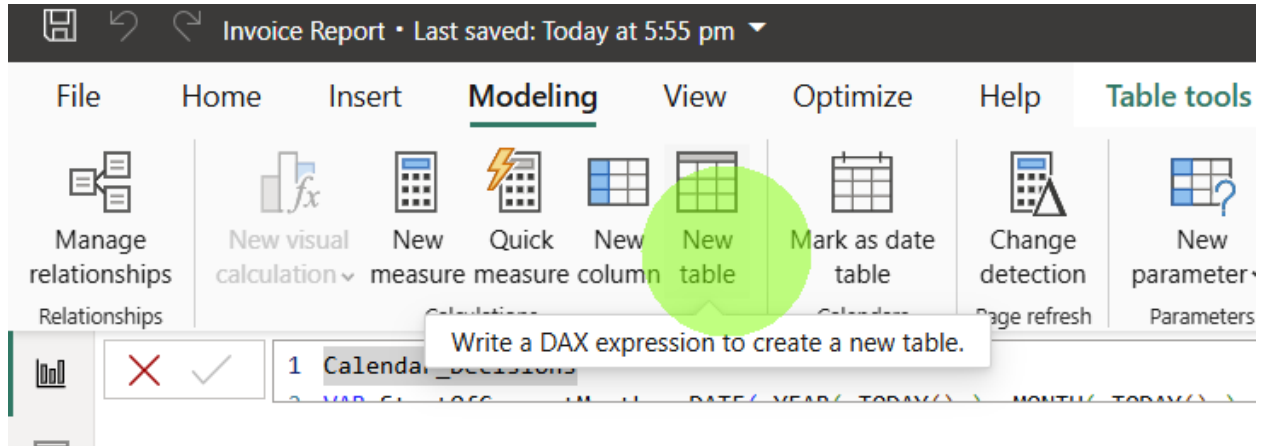 Invoice Report • Last saved: Today at 5:55 pm
File Home Insert Modeling View Optimize Help Table tools
Manage relationships
New visual calculation
New measure
Quick measure
New column
New table
Mark as date table
Change detection
New parameter
Relationships
Calendars
Page refresh
Parameters
Write a DAX expression to create a new table.
1 Calendar_Decisions